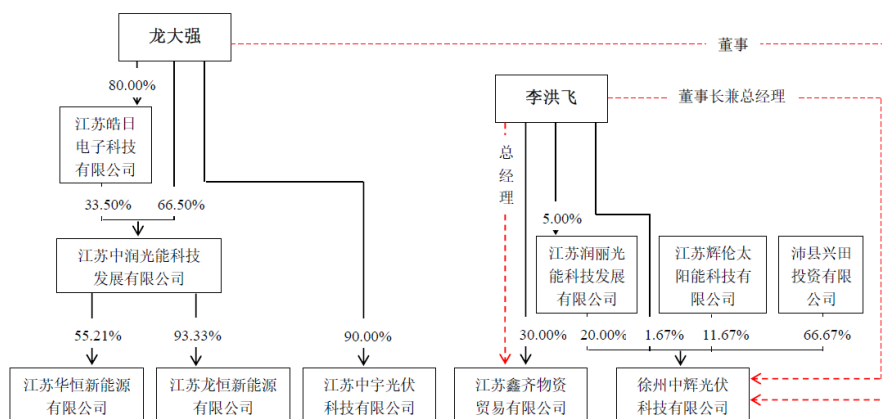 龙大强
董事
80.00%
李洪飞
董事长兼总经理
江苏皓日
电子科技
有限公司
总经理
33.50%
66.50%
5.00%
江苏中润光能科技
发展有限公司
江苏润丽光
能科技发展
有限公司
江苏辉伦太
阳能科技有
限公司
沛县兴田
投资有限
公司
55.21%
93.33%
90.00%
30.00%
20.00%
1.67%
11.67%
66.67%
江苏华恒新能源
有限公司
江苏龙恒新能源
有限公司
江苏中宇光伏
科技有限公司
江苏鑫齐物资
贸易有限公司
徐州中辉光伏
科技有限公司